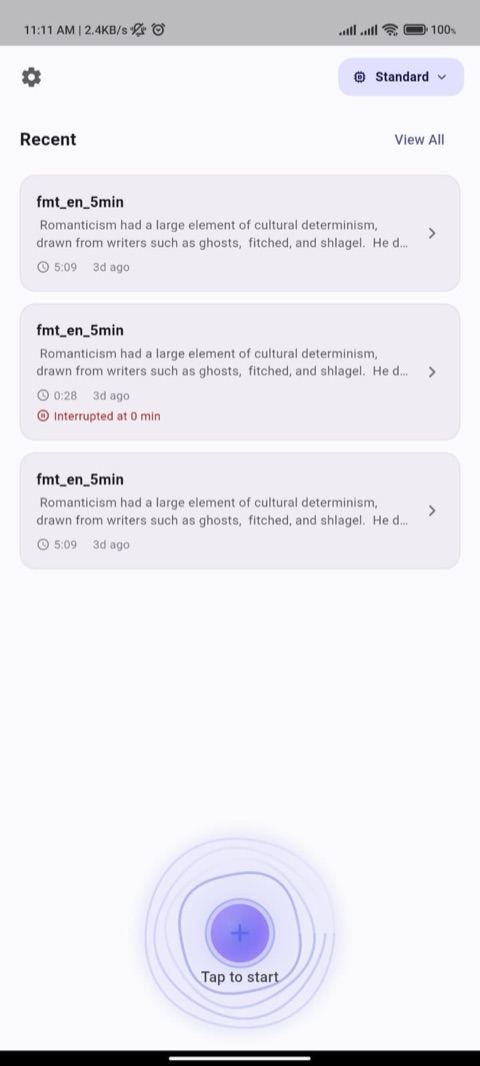 11:11 AM | 2.4KB/s
100%
Standard
Recent
View All
fmt_en_5min
Romanticism had a large element of cultural determinism,
drawn from writers such as ghosts, fitched, and shlagel. He d...
5:09 3d ago
fmt_en_5min
Romanticism had a large element of cultural determinism,
drawn from writers such as ghosts, fitched, and shlagel. He d...
0:28 3d ago
Interrupted at 0 min
fmt_en_5min
Romanticism had a large element of cultural determinism,
drawn from writers such as ghosts, fitched, and shlagel. He d...
5:09 3d ago
Tap to start